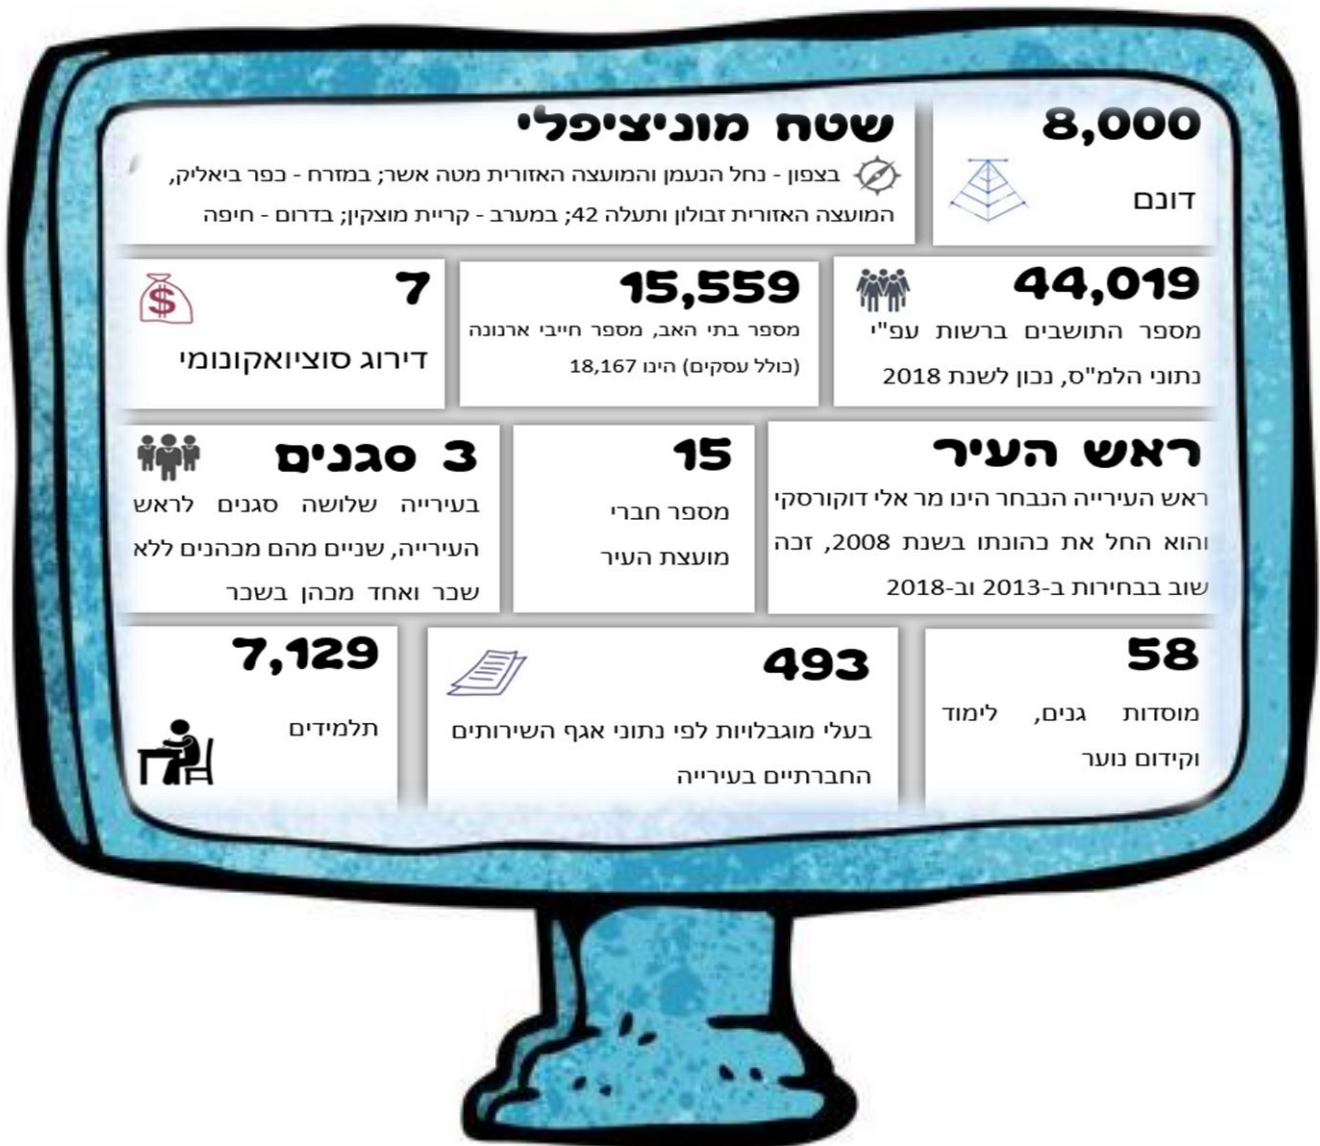 8,000
דונם
שטח מוניציפלי
בצפון - נחל הנעמן והמועצה האזורית מטה אשר; במזרח - כפר ביאליק,
המועצה האזורית זבולון ותעלה 42; במערב - קריית מוצקין; בדרום - חיפה
44,019
מספר התושבים ברשות עפ"י
נתוני הלמ"ס, נכון לשנת 2018
15,559
מספר בתי האב, מספר חייבי ארנונה
(כולל עסקים) הינו 18,167
7
דירוג סוציואקונומי
ראש העיר
ראש העירייה הנבחר הינו מר אלי דוקורסקי
והוא החל את כהונתו בשנת 2008, זכה
שוב בבחירות ב-2013 וב-2018
15
מספר חברי
מועצת העיר
3 סגנים
בעירייה שלושה סגנים לראש
העירייה, שניים מהם מכהנים ללא
שכר ואחד מכהן בשכר
58
מוסדות גנים, לימוד
וקידום נוער
493
בעלי מוגבלויות לפי נתוני אגף השירותים
החברתיים בעירייה
7,129
תלמידים